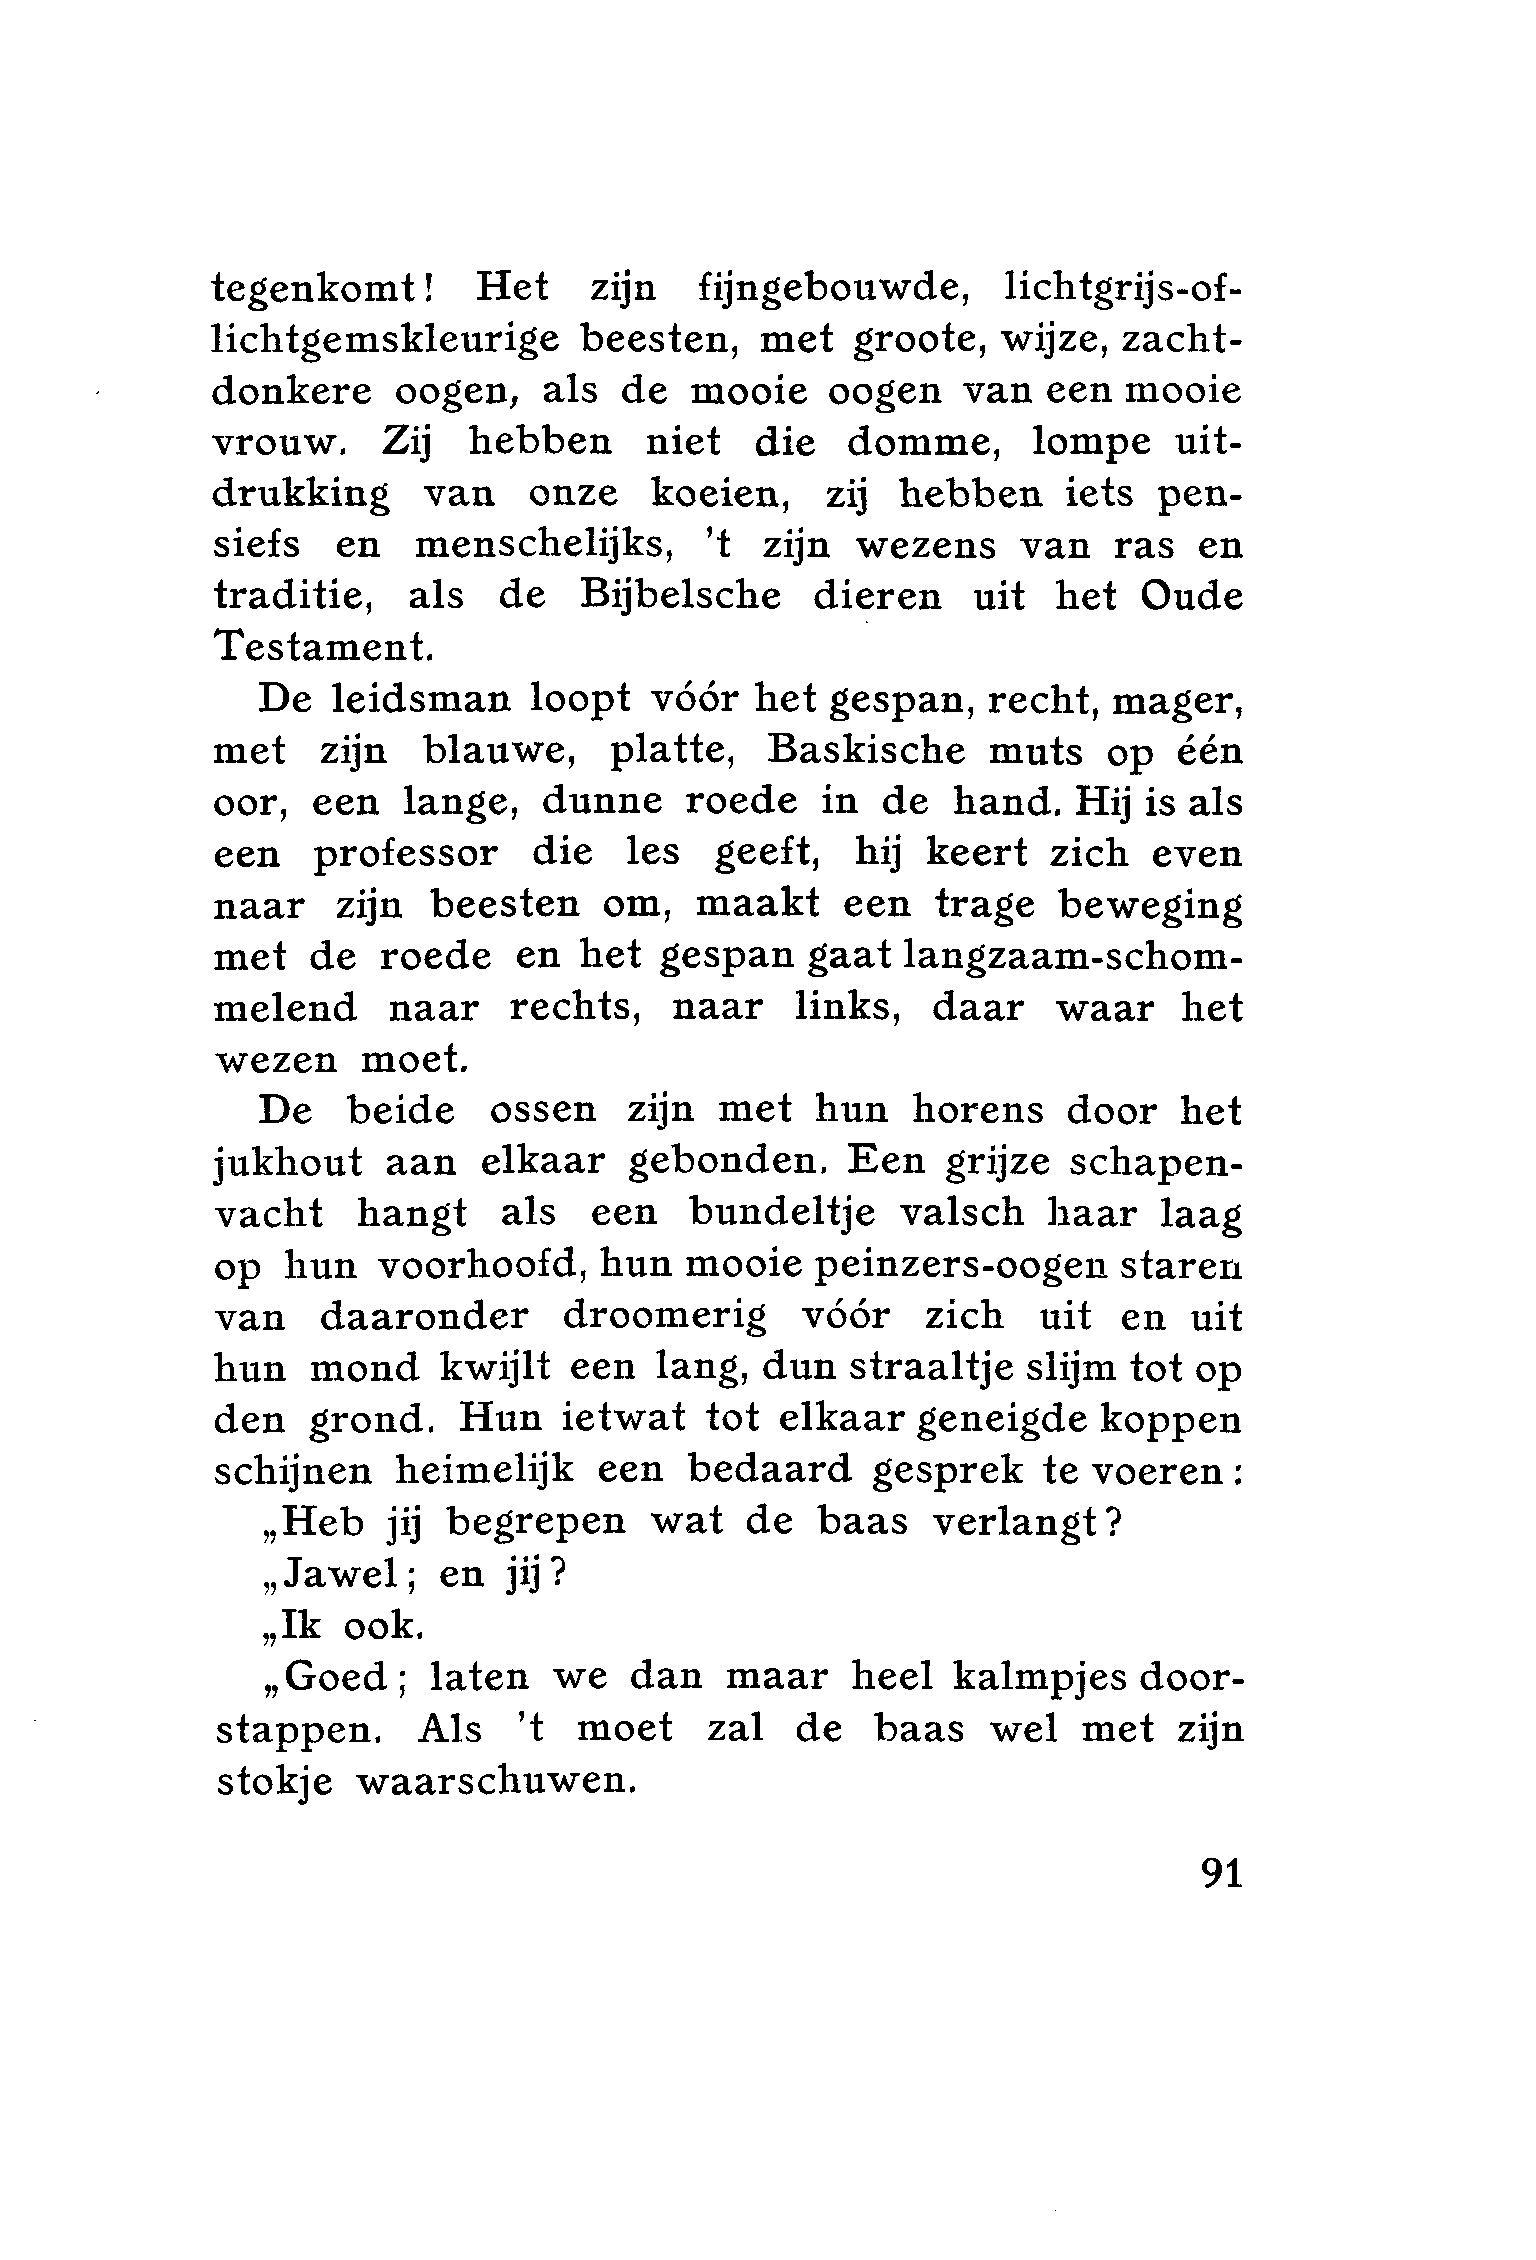 tegenkomt! Het zijn fijngebouwde, lichtgrijs-of-
lichtgemskleurige beesten, met groote, wijze, zacht-
donkere oogen, als de mooie oogen van een mooie
vrouw. Zij hebben niet die domme, lompe uit-
drukking van onze koeien, zij hebben iets pen-
siefs en menschelijks, 't zijn wezens van ras en
traditie, als de Bijbelsche dieren uit het Oude
Testament.
De leidsman loopt vóór het gespan, recht, mager,
met zijn blauwe, platte, Baskische muts op één
oor, een lange, dunne roede in de hand. Hij is als
een professor die les geeft, hij keert zich even
naar zijn beesten om, maakt een trage beweging
met de roede en het gespan gaat langzaam-schom-
melend naar rechts, naar links, daar waar het
wezen moet.
De beide ossen zijn met hun horens door het
jukhout aan elkaar gebonden. Een grijze schapen-
vacht hangt als een bundeltje valsch haar laag
op hun voorhoofd, hun mooie peinzers-oogen staren
van daaronder droomerig vóór zich uit en uit
hun mond kwijlt een lang, dun straaltje slijm tot op
den grond. Hun ietwat tot elkaar geneigde koppen
schijnen heimelijk een bedaard gesprek te voeren:
„Heb jij begrepen wat de baas verlangt?
„Jawel; en jij?
„Ik ook.
„Goed; laten we dan maar heel kalmpjes door-
stappen. Als 't moet zal de baas wel met zijn
stokje waarschuwen.
91